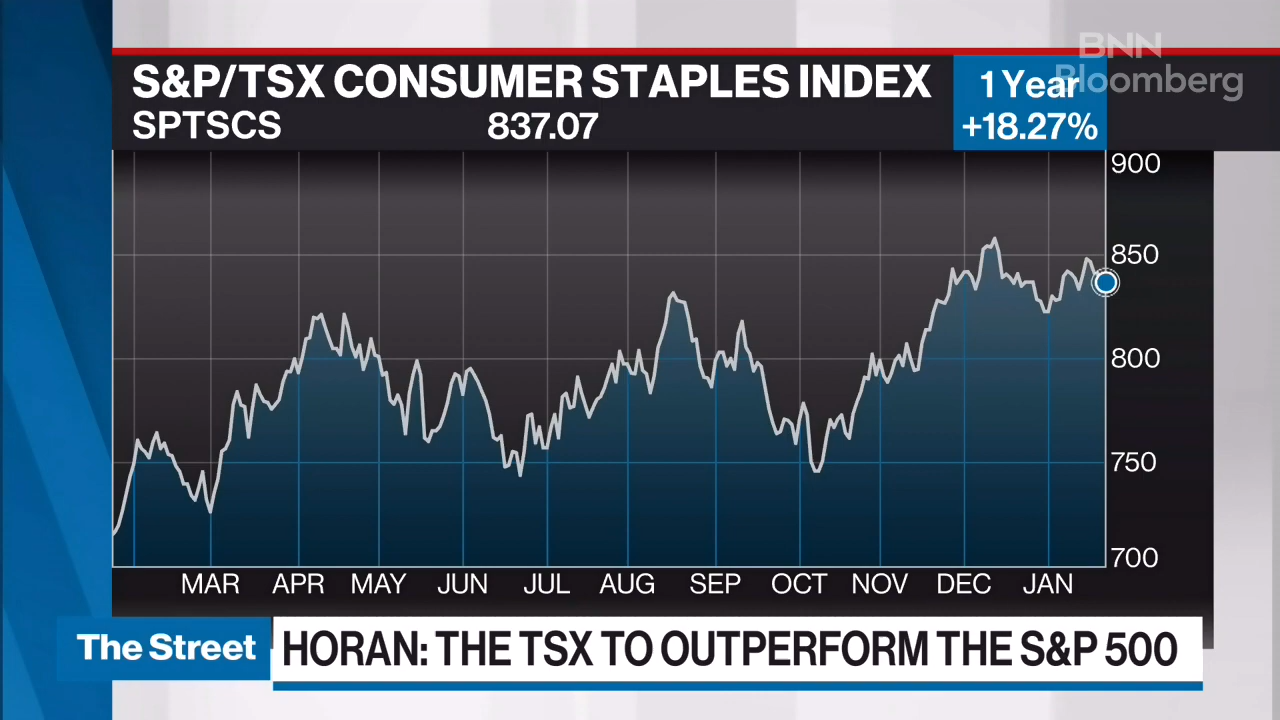 BNN
Bloomberg
S&P/TSX CONSUMER STAPLES INDEX
SPTSCS 837.07
1 Year
+18.27%
900
850
800
750
700
MAR APR MAY JUN JUL AUG SEP OCT NOV DEC JAN
The Street
HORAN: THE TSX TO OUTPERFORM THE S&P 500